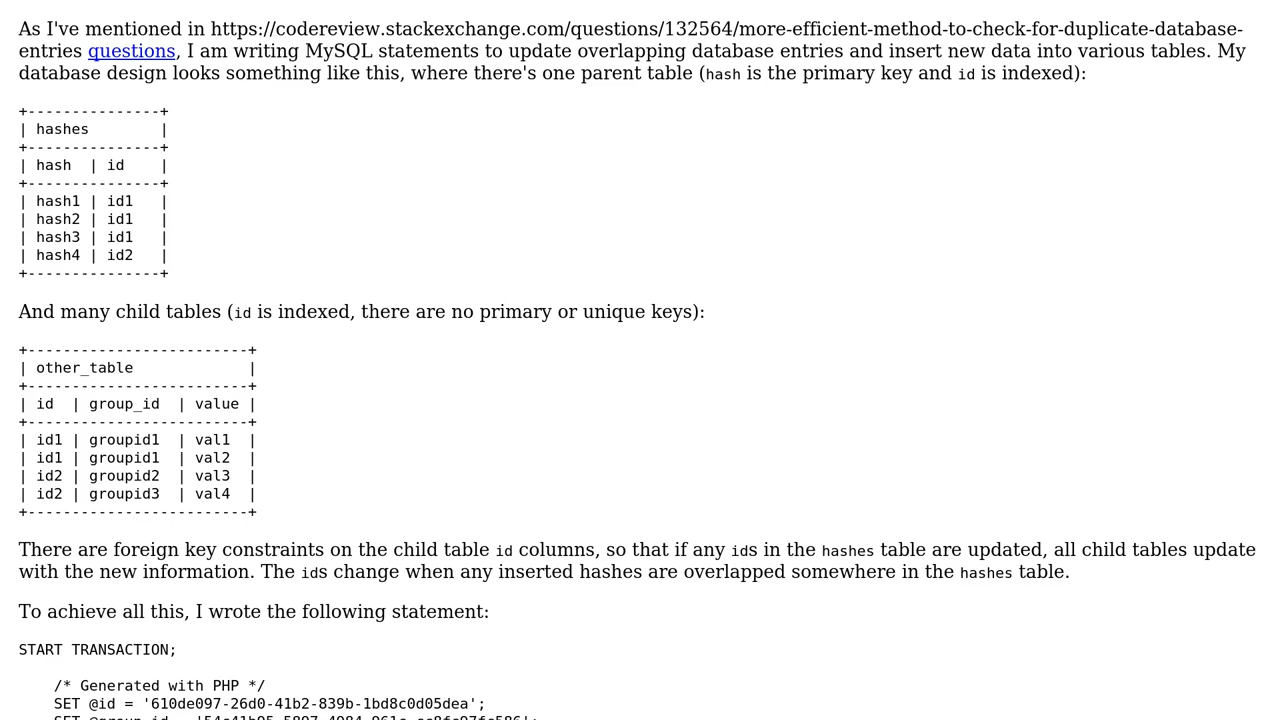 As I've mentioned in https://codereview.stackexchange.com/questions/132564/more-efficient-method-to-check-for-duplicate-database-
entries questions, I am writing MySQL statements to update overlapping database entries and insert new data into various tables. My
database design looks something like this, where there's one parent table (hash is the primary key and id is indexed):
+---------------+
| hashes        |
+---------------+
| hash  | id    |
+---------------+
| hash1 | id1   |
| hash2 | id1   |
| hash3 | id1   |
| hash4 | id2   |
+---------------+
And many child tables (id is indexed, there are no primary or unique keys):
+-------------------------+
| other_table             |
+-------------------------+
| id  | group_id  | value |
+-------------------------+
| id1 | groupid1  | val1  |
| id1 | groupid1  | val2  |
| id2 | groupid2  | val3  |
| id2 | groupid3  | val4  |
+-------------------------+
There are foreign key constraints on the child table id columns, so that if any ids in the hashes table are updated, all child tables update
with the new information. The ids change when any inserted hashes are overlapped somewhere in the hashes table.
To achieve all this, I wrote the following statement:
START TRANSACTION;
/* Generated with PHP */
SET @id = '610de097-26d0-41b2-839b-1bd8c0d05dea';